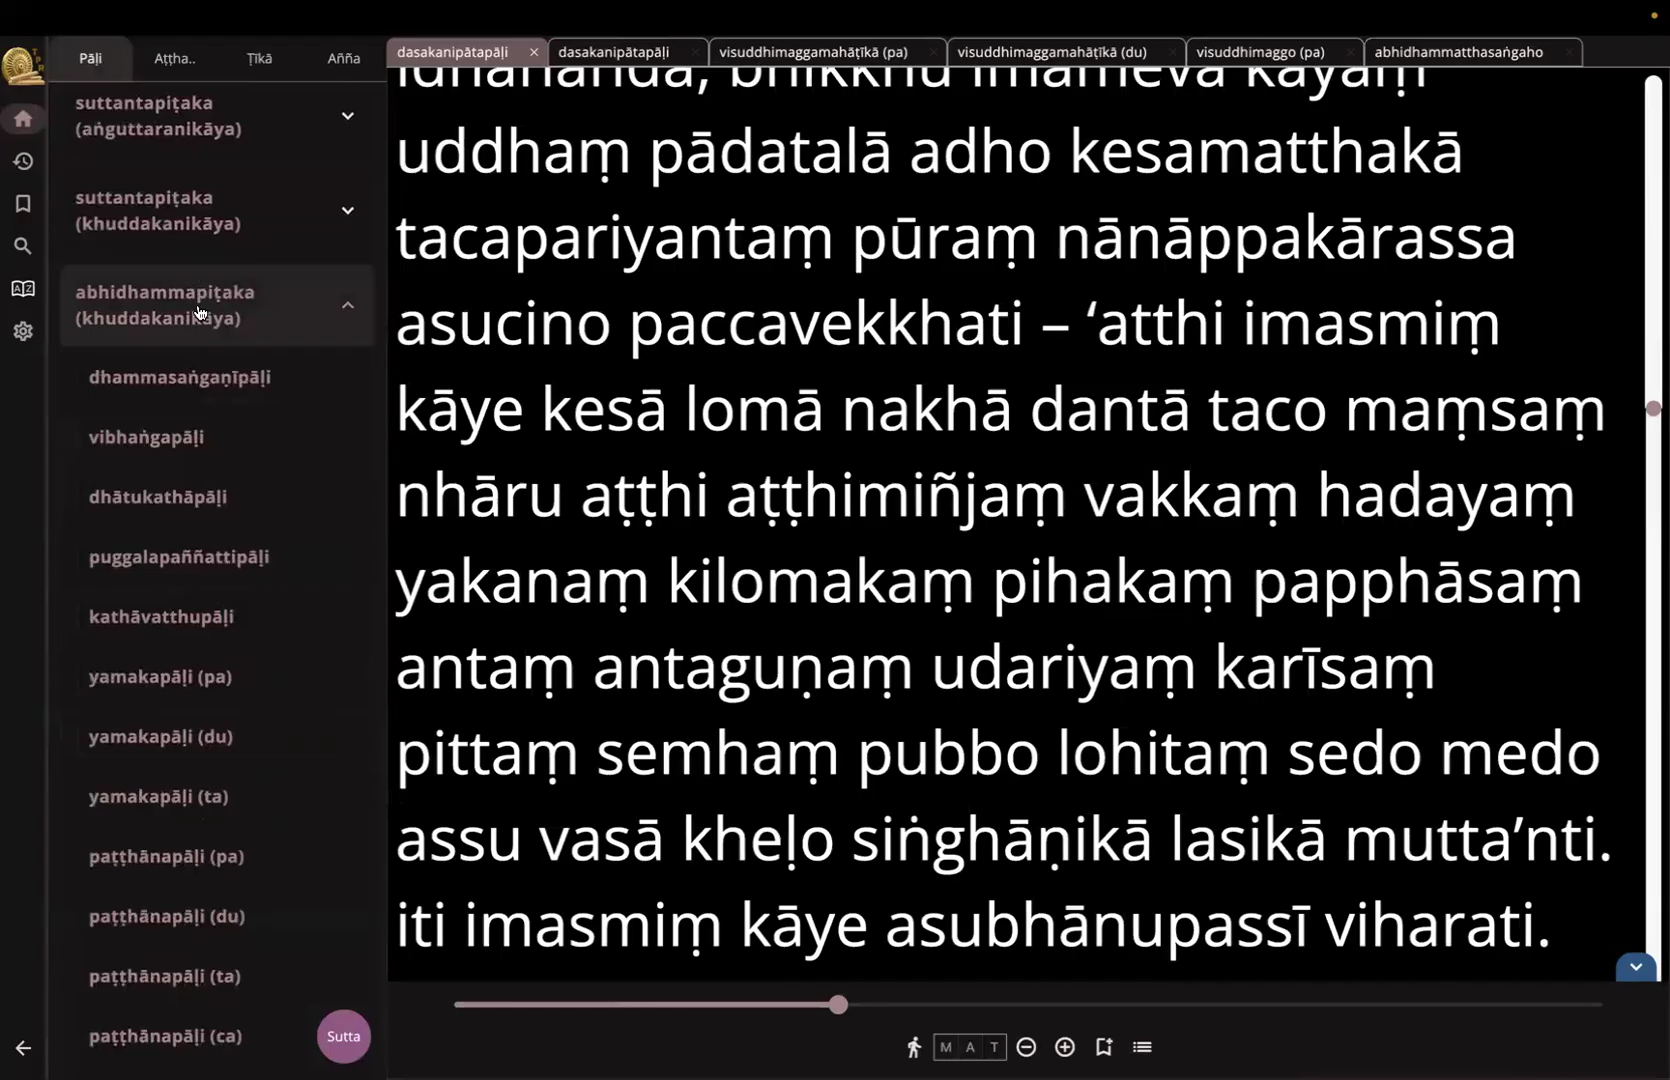 Pāḷi
Aṭṭha..
Ṭīkā
Añña
dasakanipātapāḷi
dasakanipātapāḷi
visuddhimaggamahāṭīkā (pa)
visuddhimaggamahāṭīkā (du)
visuddhimaggo (pa)
abhidhammatthasaṅgaho
suttantapiṭaka
(aṅguttaranikāya)
suttantapiṭaka
(khuddakanikāya)
abhidhammapiṭaka
(khuddakanikāya)
dhammasaṅgaṇīpāḷi
vibhaṅgapāḷi
dhātukathāpāḷi
puggalapaññattipāḷi
kathāvatthupāḷi
yamakapāḷi (pa)
yamakapāḷi (du)
yamakapāḷi (ta)
paṭṭhānapāḷi (pa)
paṭṭhānapāḷi (du)
paṭṭhānapāḷi (ta)
paṭṭhānapāḷi (ca)
Sutta
idhānanda, bhikkhu imameva kāyaṃ
uddhaṃ pādatalā adho kesamatthakā
tacapariyantaṃ pūraṃ nānāppakārassa
asucino paccavekkhati – ‘atthi imasmiṃ
kāye kesā lomā nakhā dantā taco maṃsaṃ
nhāru aṭṭhi aṭṭhimiñjaṃ vakkaṃ hadayaṃ
yakanaṃ kilomakaṃ pihakaṃ papphāsaṃ
antaṃ antaguṇaṃ udariyaṃ karīsaṃ
pittaṃ semhaṃ pubbo lohitaṃ sedo medo
assu vasā kheḷo siṅghāṇikā lasikā mutta’nti.
iti imasmiṃ kāye asubhānupassī viharati.
M A T